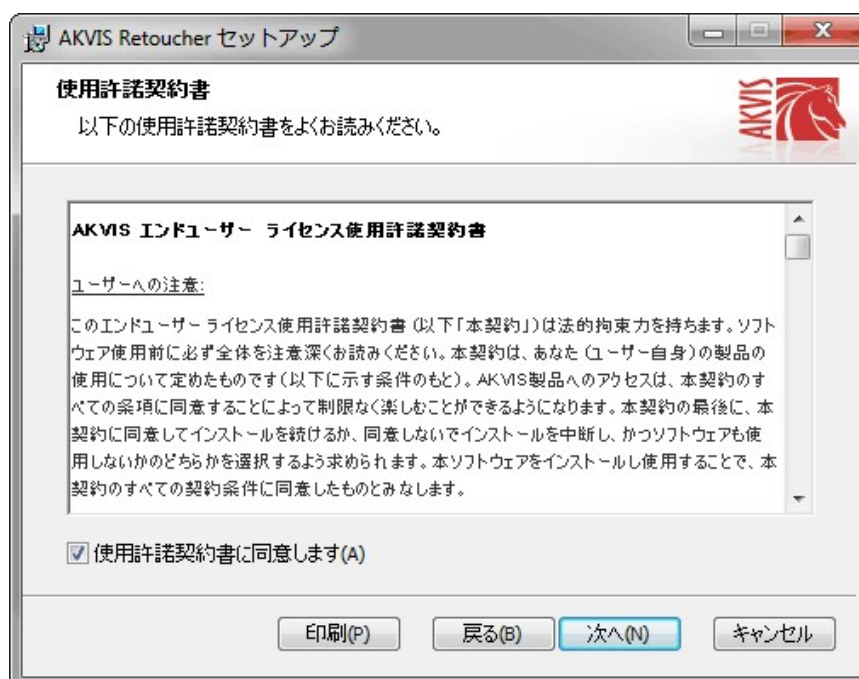 AKVIS Retoucher セットアップ
使用許諾契約書
以下の使用許諾契約書をよくお読みください。
AKVIS
AKVIS エンドユーザー ライセンス使用許諾契約書
ユーザーへの注意:
このエンドユーザー ライセンス使用許諾契約書 (以下「本契約」)は法的拘束力を持ちます。ソフト
ウェア使用前に必ず全体を注意深くお読みください。本契約は、あなた (ユーザー自身)の製品の
使用について定めたものです(以下に示す条件のもと)。AKVIS製品へのアクセスは、本契約のす
べての条項に同意することによって制限なく楽しむことができるようになります。本契約の最後に、本
契約に同意してインストールを続けるか、同意しないでインストールを中断し、かつソフトウェアも使
用しないかのどちらかを選択するよう求められます。本ソフトウェアをインストールし使用することで、本
契約のすべての契約条件に同意したものとみなします。
使用許諾契約書に同意します(A)
印刷(P)
戻る(B)
次へ(N)
キャンセル